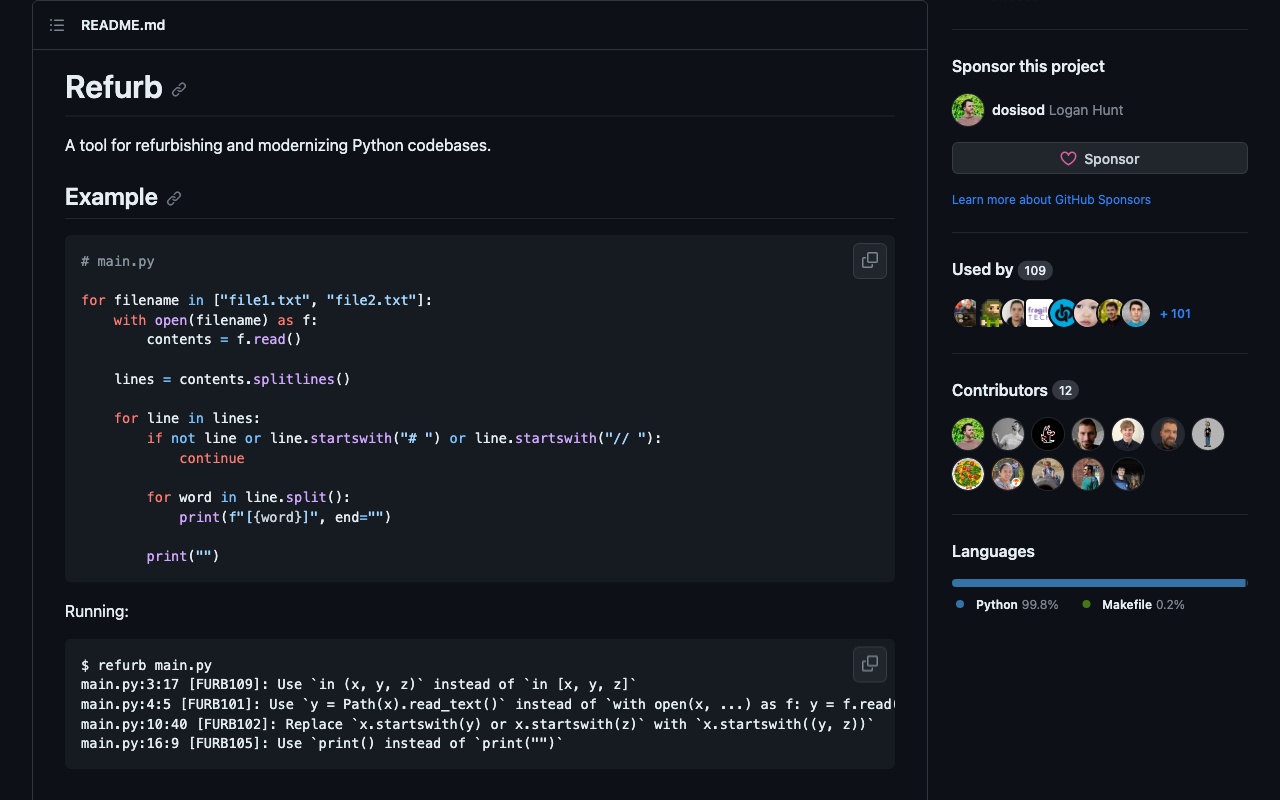 README.md
Refurb
A tool for refurbishing and modernizing Python codebases.
Example
# main.py
for filename in ["file1.txt", "file2.txt"]:
    with open(filename) as f:
        contents = f.read()
    lines = contents.splitlines()
    for line in lines:
        if not line or line.startswith("# ") or line.startswith("// "):
            continue
        for word in line.split():
            print(f"[{word}]", end="")
        print("")
Running:
$ refurb main.py
main.py:3:17 [FURB109]: Use `in (x, y, z)` instead of `in [x, y, z]`
main.py:4:5 [FURB101]: Use `y = Path(x).read_text()` instead of `with open(x, ...) as f: y = f.read(
main.py:10:40 [FURB102]: Replace `x.startswith(y) or x.startswith(z)` with `x.startswith((y, z))`
main.py:16:9 [FURB105]: Use `print() instead of `print("")`
Sponsor this project
dosisod Logan Hunt
Sponsor
Learn more about GitHub Sponsors
Used by 109
fragile TECH
+ 101
Contributors 12
Languages
Python 99.8% Makefile 0.2%